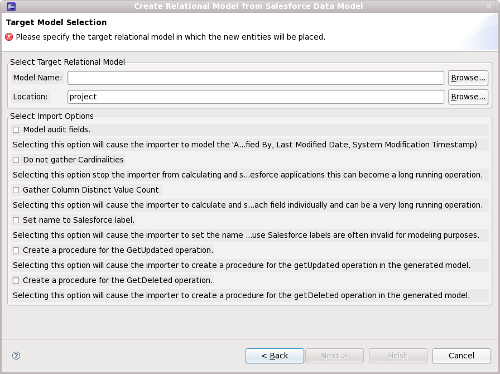 Create Relational Model from Salesforce Data Model
Target Model Selection
Please specify the target relational model in which the new entities will be placed.
Select Target Relational Model
Model Name:
Browse...
Location:
project
Browse...
Select Import Options
Model audit fields.
Selecting this option will cause the importer to model the 'A...fied By, Last Modified Date, System Modification Timestamp)
Do not gather Cardinalities
Selecting this option stop the importer from calculating and s...esforce applications this can become a long running operation.
Gather Column Distinct Value Count
Selecting this option will cause the importer to calculate and s...ach field individually and can be a very long running operation.
Set name to Salesforce label.
Selecting this option will cause the importer to set the name ...use Salesforce labels are often invalid for modeling purposes.
Create a procedure for the GetUpdated operation.
Selecting this option will cause the importer to create a procedure for the getUpdated operation in the generated model.
Create a procedure for the GetDeleted operation.
Selecting this option will cause the importer to create a procedure for the getDeleted operation in the generated model.
?
< Back
Next >
Finish
Cancel